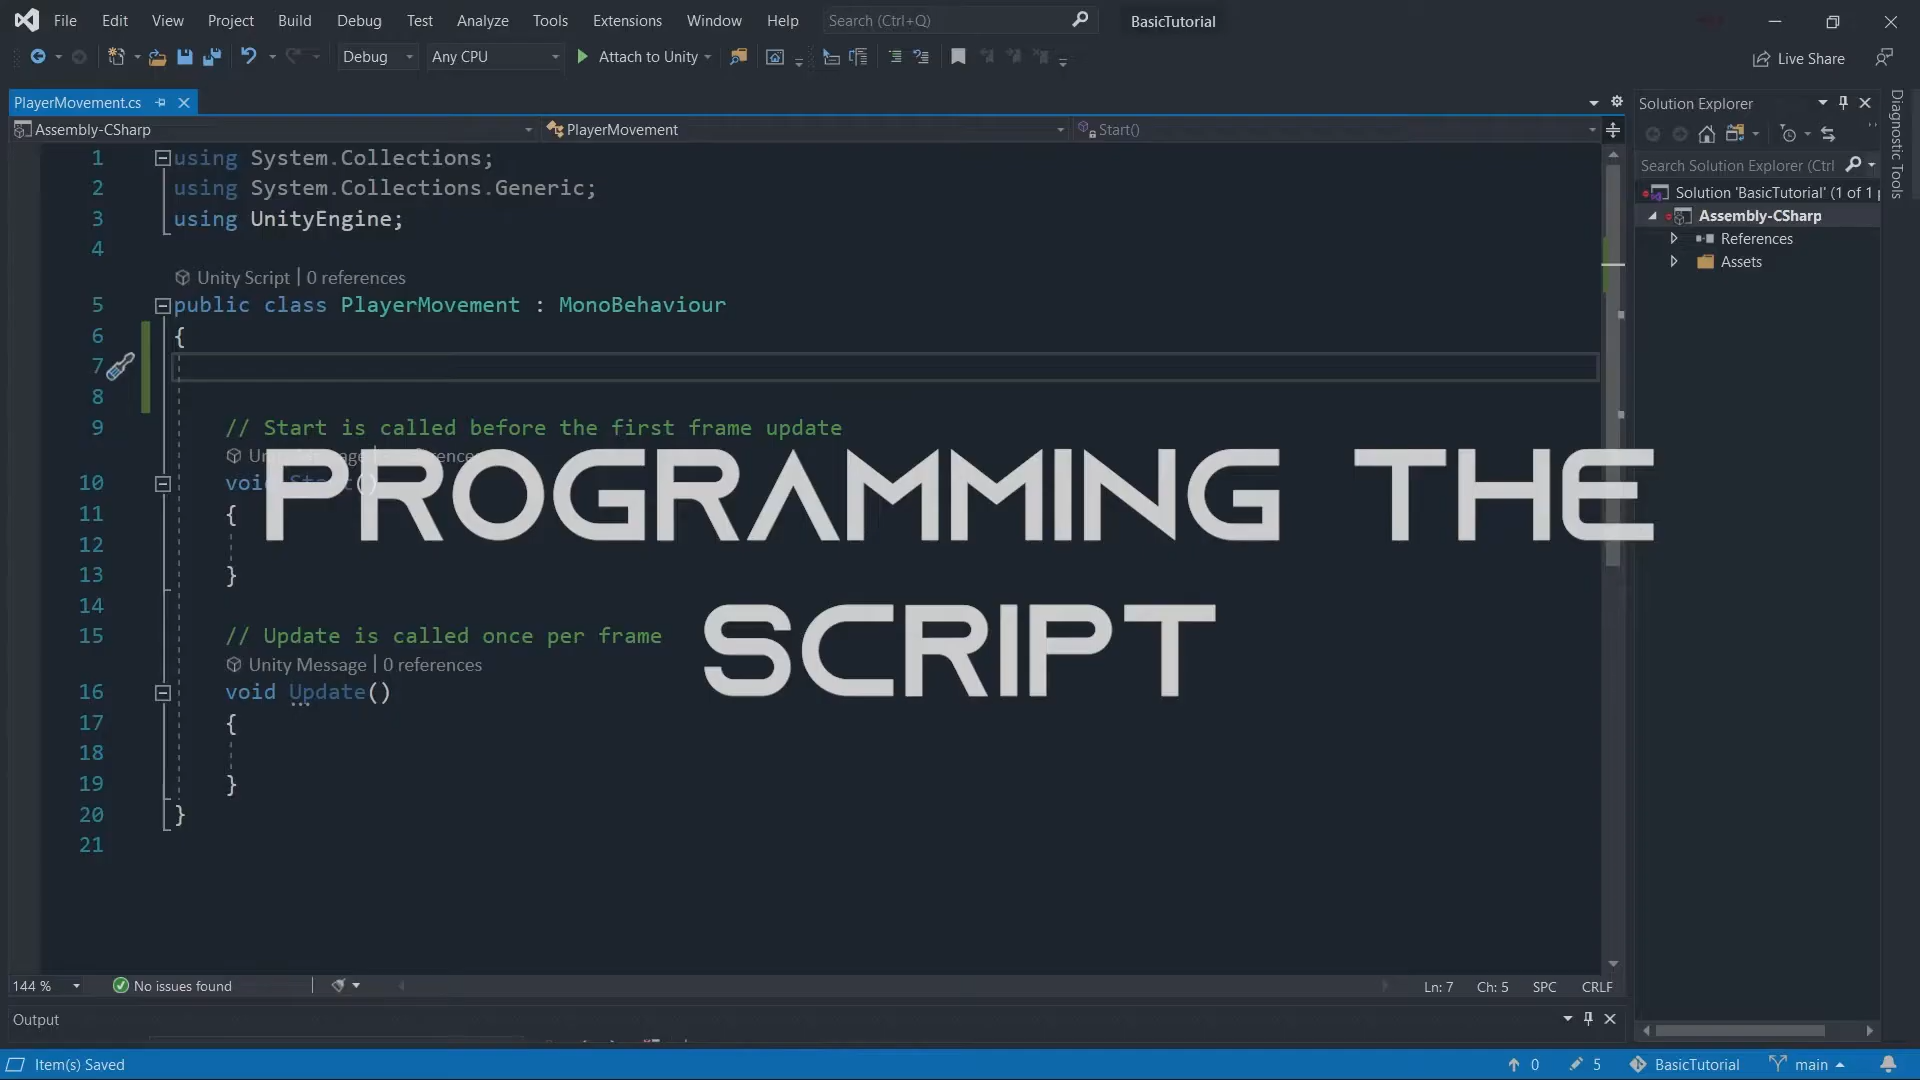 File Edit View Project Build Debug Test Analyze Tools Extensions Window Help Search (Ctrl+Q) BasicTutorial
Debug Any CPU Attach to Unity Live Share
PlayerMovement.cs
Assembly-CSharp PlayerMovement Start()
1 using System.Collections;
2 using System.Collections.Generic;
3 using UnityEngine;
4
Unity Script | 0 references
5 public class PlayerMovement : MonoBehaviour
6 {
7
8
9 // Start is called before the first frame update
10 void Start()
11 {
12
13 }
14
15 // Update is called once per frame
Unity Message | 0 references
16 void Update()
17 {
18
19 }
20 }
21
PROGRAMMING THE
SCRIPT
Solution Explorer
Search Solution Explorer (Ctrl
Solution 'BasicTutorial' (1 of 1 p
Assembly-CSharp
References
Assets
Diagnostic Tools
144 % No issues found Ln: 7 Ch: 5 SPC CRLF
Output
Item(s) Saved 0 5 BasicTutorial main